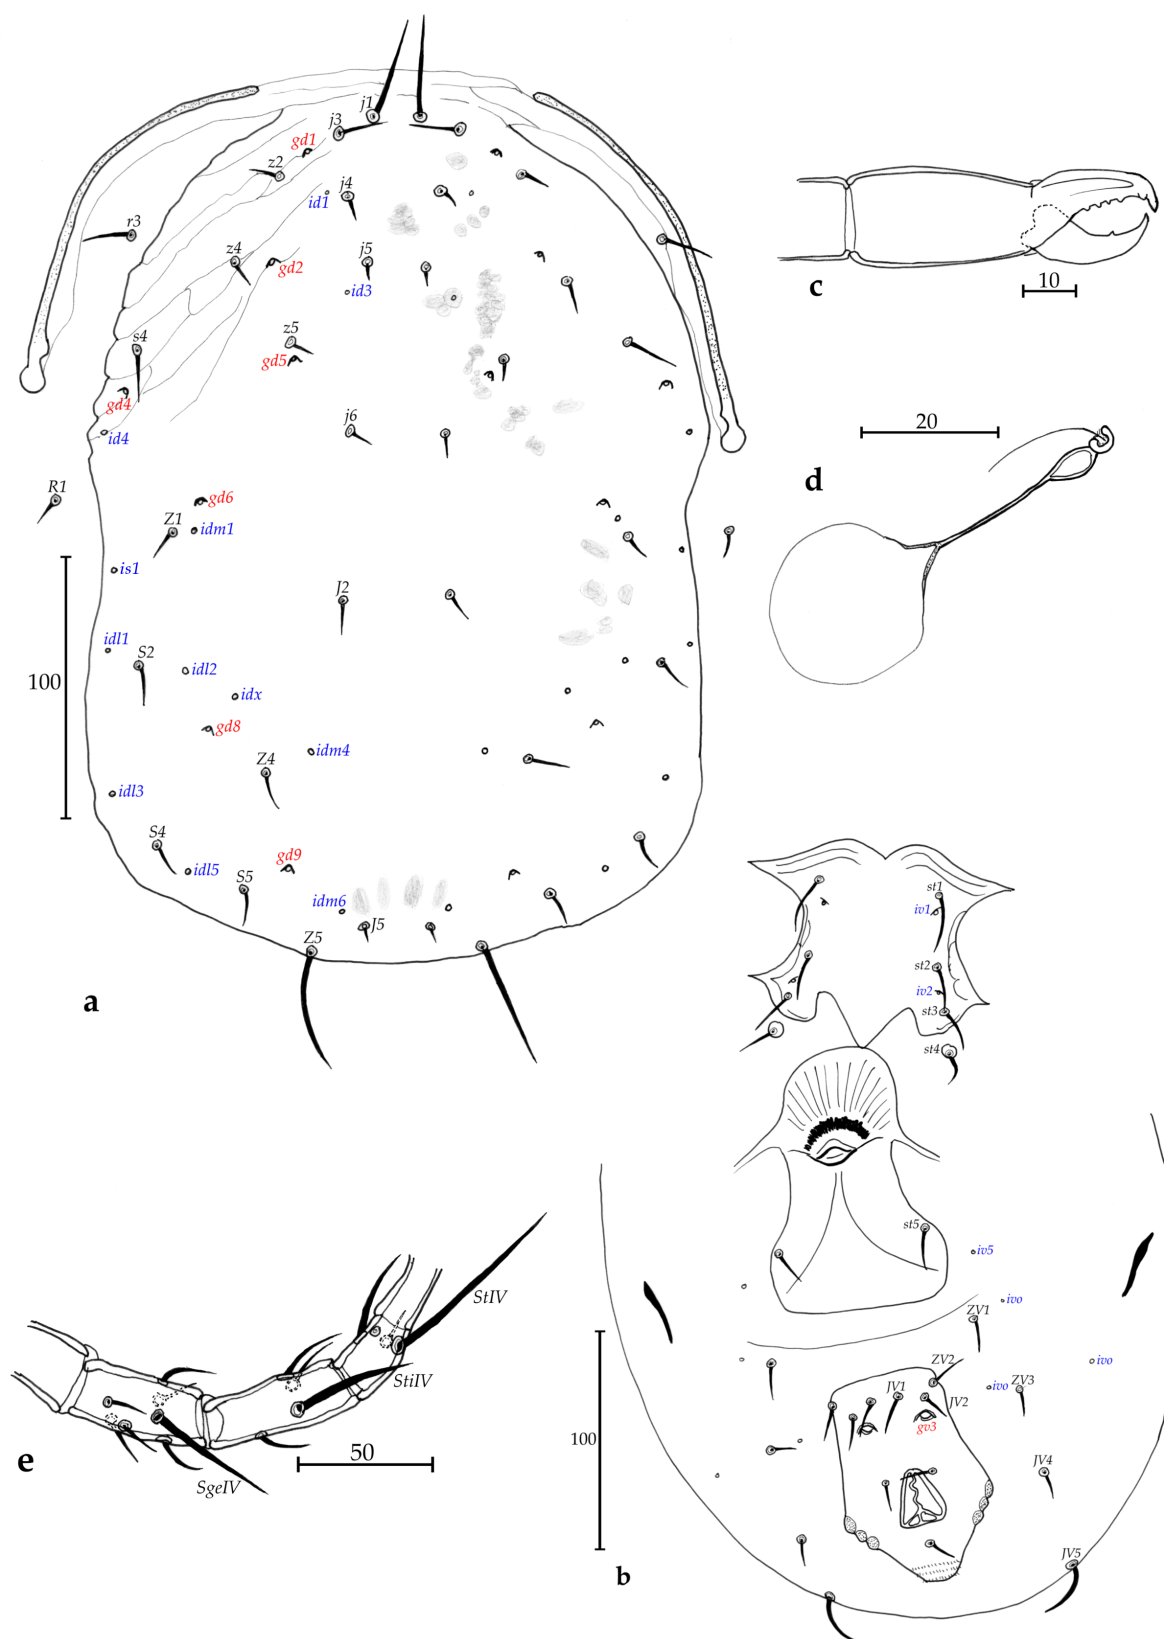 j1
j3
gd1
z2
id1
j4
r3
z4
gd2
j5
id3
c
10
s4
z5
gd5
gd4
id4
j6
20
d
R1
gd6
Z1
idm1
is1
J2
idl1
S2
idl2
idx
100
gd8
Z4
idm4
idl3
S4
gd9
idl5
S5
idm6
J5
Z5
a
st1
iv1
st2
iv2
st3
st4
st5
iv5
ivo
ZV1
ivo
ZV2
ivo
ZV3
JV1
JV2
gv3
100
JV4
JV5
b
StIV
StiIV
e
50
SgeIV